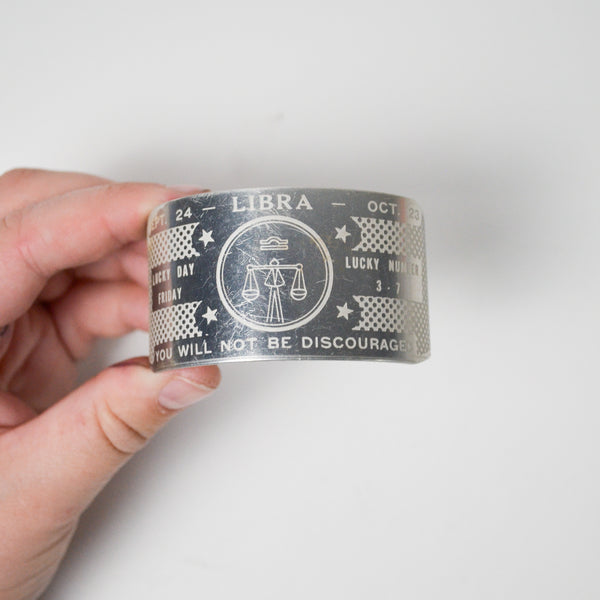 PT. 24 — LIBRA — OCT. 23
LUCKY DAY
FRIDAY
LUCKY NUMBER
3 · 7
YOU WILL NOT BE DISCOURAGE